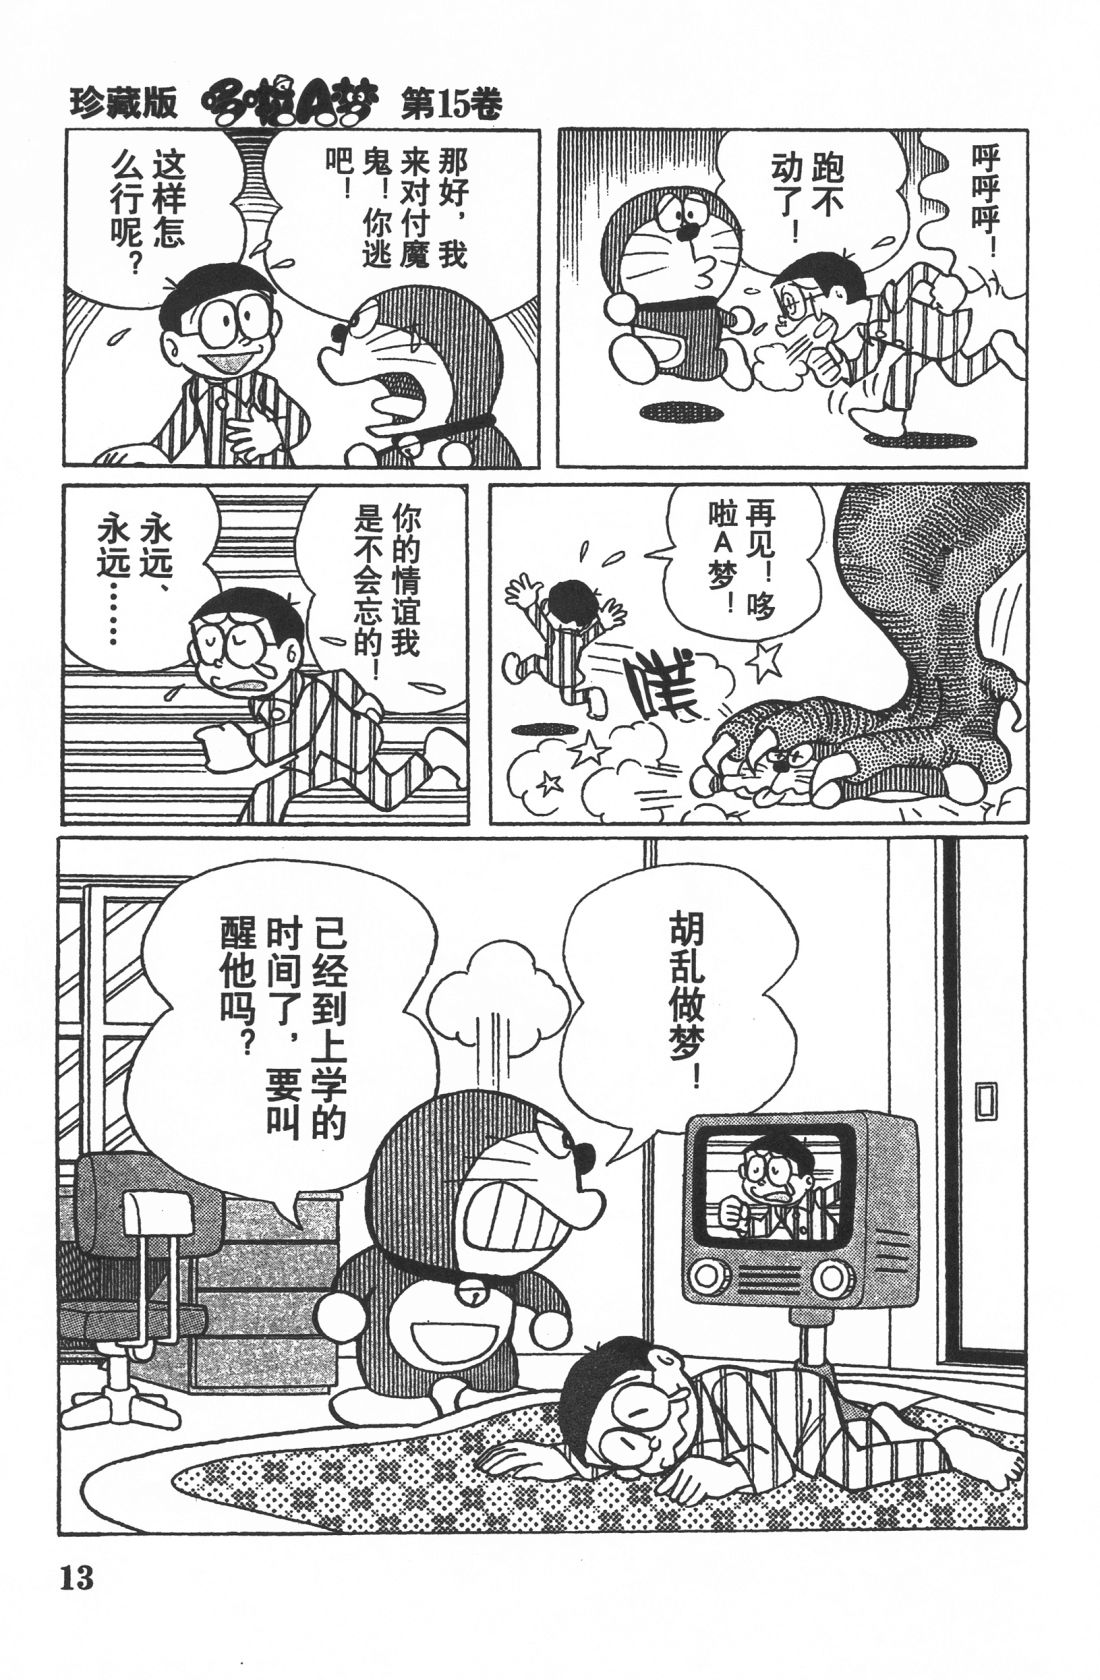 珍藏版 哆啦A梦 第15卷
呼呼呼！
跑不
动了！
那好，我
来对付魔
鬼！你逃
吧！
这样怎
么行呢？
再见！哆
啦A梦！
你的情谊我
是不会忘的！
永远、
永远……
胡乱做梦！
已经到上学的
时间了，要叫
醒他吗？
13